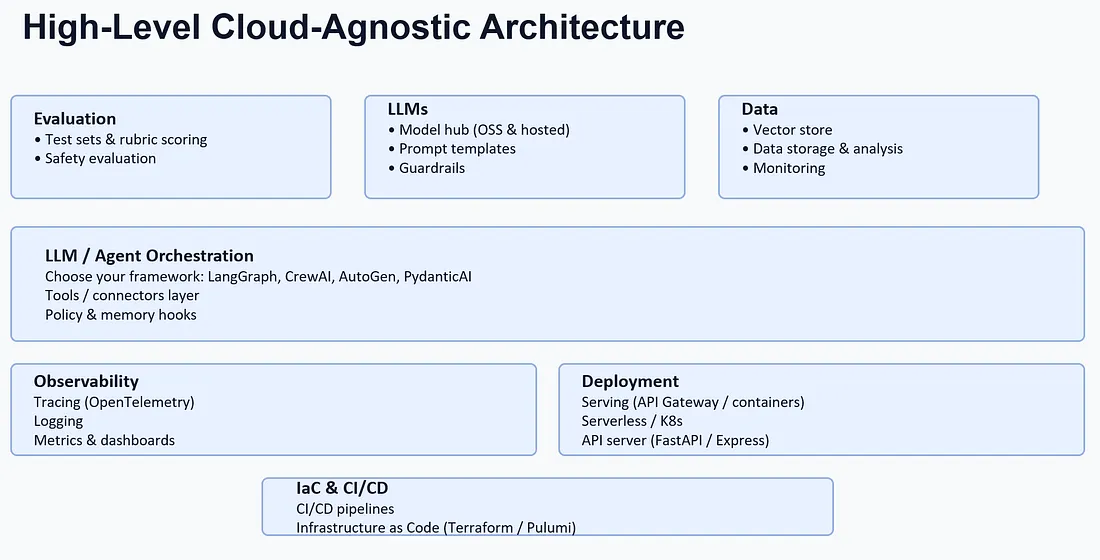 High-Level Cloud-Agnostic Architecture
Evaluation
• Test sets & rubric scoring
• Safety evaluation
LLMs
• Model hub (OSS & hosted)
• Prompt templates
• Guardrails
Data
• Vector store
• Data storage & analysis
• Monitoring
LLM / Agent Orchestration
Choose your framework: LangGraph, CrewAI, AutoGen, PydanticAI
Tools / connectors layer
Policy & memory hooks
Observability
Tracing (OpenTelemetry)
Logging
Metrics & dashboards
Deployment
Serving (API Gateway / containers)
Serverless / K8s
API server (FastAPI / Express)
IaC & CI/CD
CI/CD pipelines
Infrastructure as Code (Terraform / Pulumi)